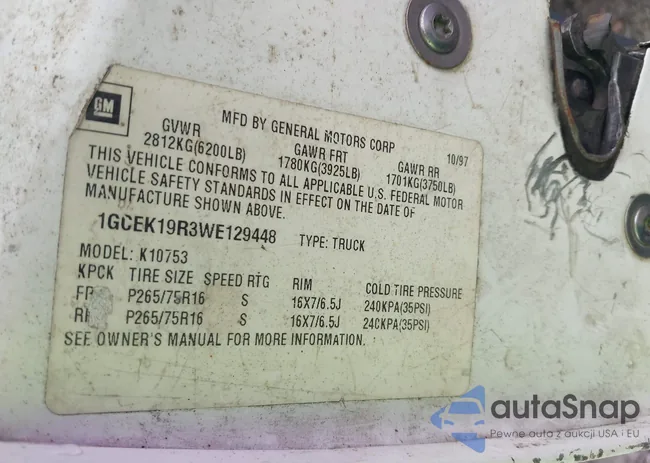 GM
MFD BY GENERAL MOTORS CORP 10/97
GVWR GAWR FRT GAWR RR
2812KG(6200LB) 1780KG(3925LB) 1701KG(3750LB)
THIS VEHICLE CONFORMS TO ALL APPLICABLE U.S. FEDERAL MOTOR
VEHICLE SAFETY STANDARDS IN EFFECT ON THE DATE OF
MANUFACTURE SHOWN ABOVE.
1GCEK19R3WE129448 TYPE: TRUCK
MODEL: K10753
KPCK TIRE SIZE SPEED RTG RIM COLD TIRE PRESSURE
P265/75R16 S 16X7/6.5J 240KPA(35PSI)
P265/75R16 S 16X7/6.5J 240KPA(35PSI)
SEE OWNER'S MANUAL FOR MORE INFORMATION.
autaSnap
Pewne auta z aukcji USA i EU